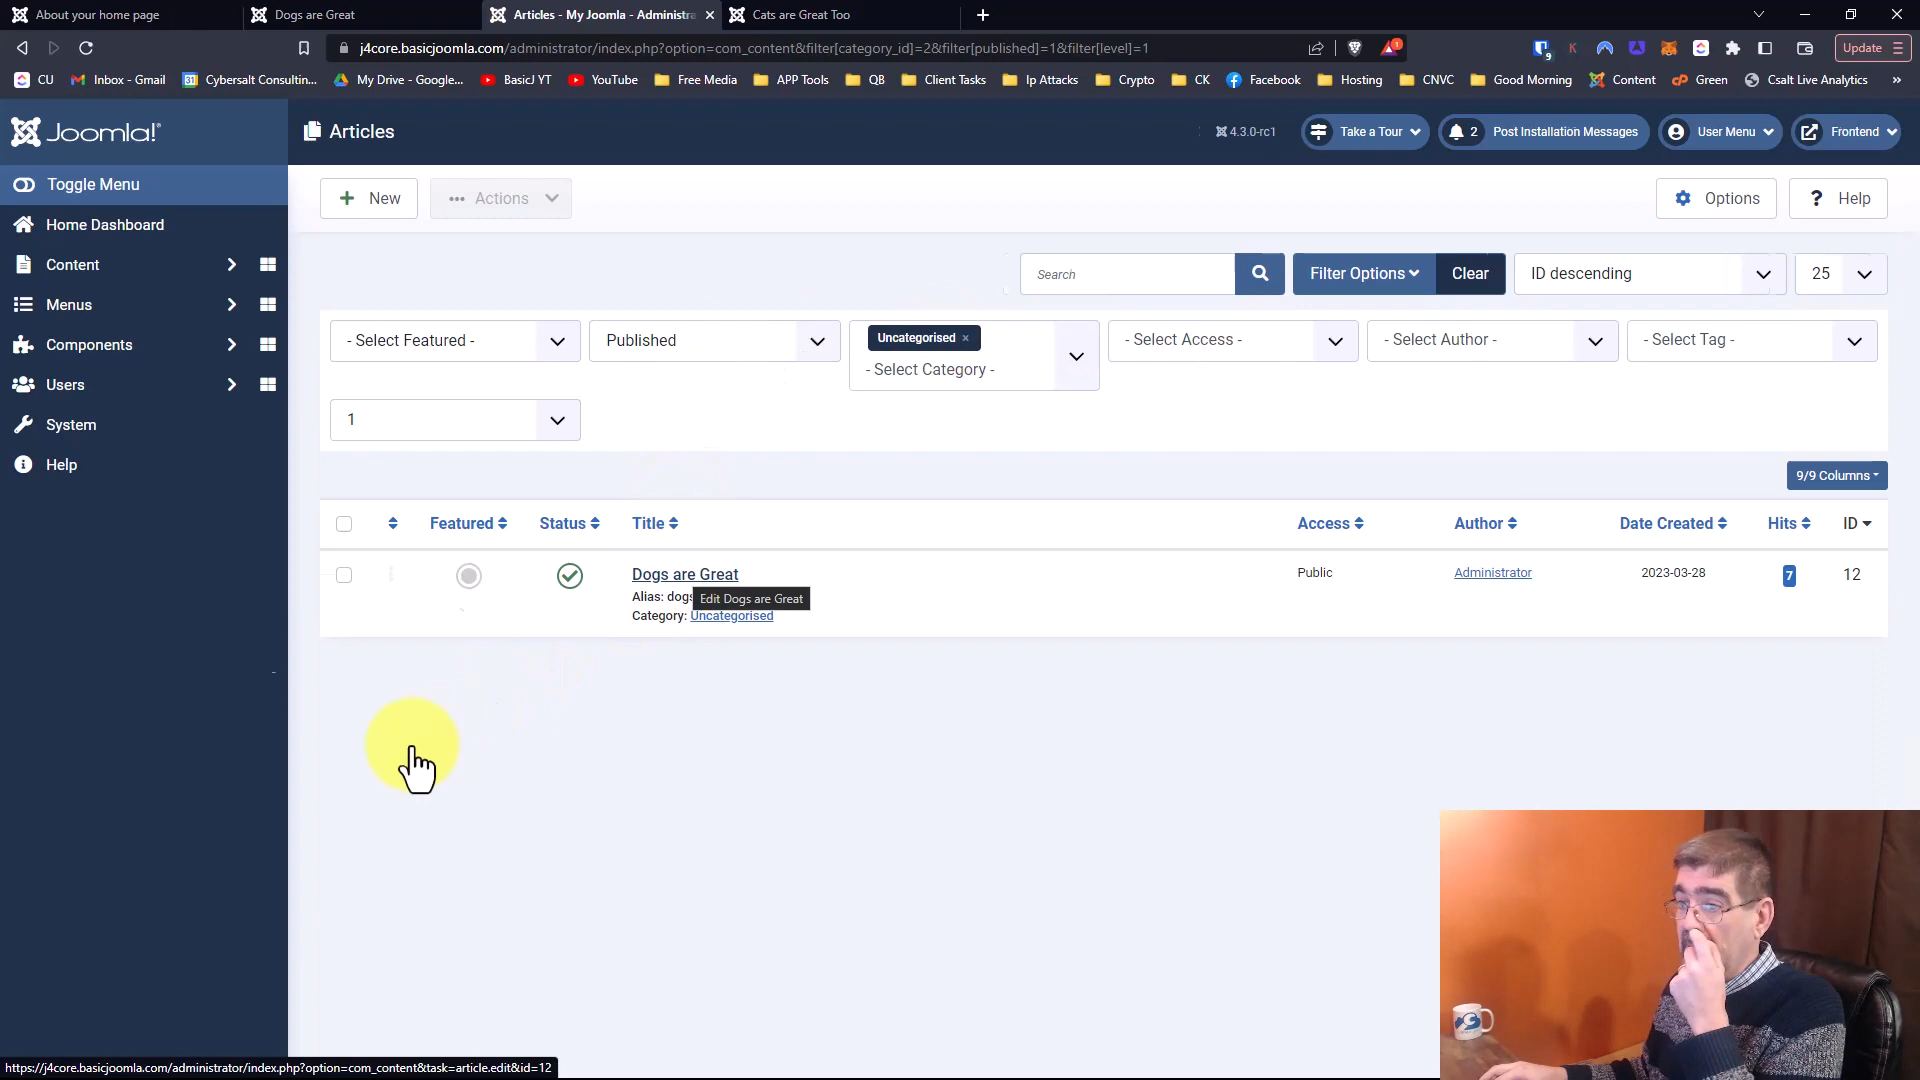 About your home page
Dogs are Great
Articles - My Joomla - Administra
Cats are Great Too
j4core.basicjoomla.com/administrator/index.php?option=com_content&filter[category_id]=2&filter[published]=1&filter[level]=1
1
9
K
Update
CU
Inbox - Gmail
31
Cybersalt Consultin...
My Drive - Google...
BasicJ YT
YouTube
Free Media
APP Tools
QB
Client Tasks
Ip Attacks
Crypto
CK
Facebook
Hosting
CNVC
Good Morning
Content
cP Green
Csalt Live Analytics
»
Joomla!®
Articles
4.3.0-rc1
Take a Tour
2 Post Installation Messages
User Menu
Frontend
Toggle Menu
Home Dashboard
Content
Menus
Components
Users
System
Help
New
Actions
Options
? Help
Search
Filter Options
Clear
ID descending
25
- Select Featured -
Published
Uncategorised ×
- Select Category -
- Select Access -
- Select Author -
- Select Tag -
1
9/9 Columns
Featured
Status
Title
Access
Author
Date Created
Hits
ID
Dogs are Great
Public
Administrator
2023-03-28
7
12
Alias: dogs
Edit Dogs are Great
Category: Uncategorised
https://j4core.basicjoomla.com/administrator/index.php?option=com_content&task=article.edit&id=12